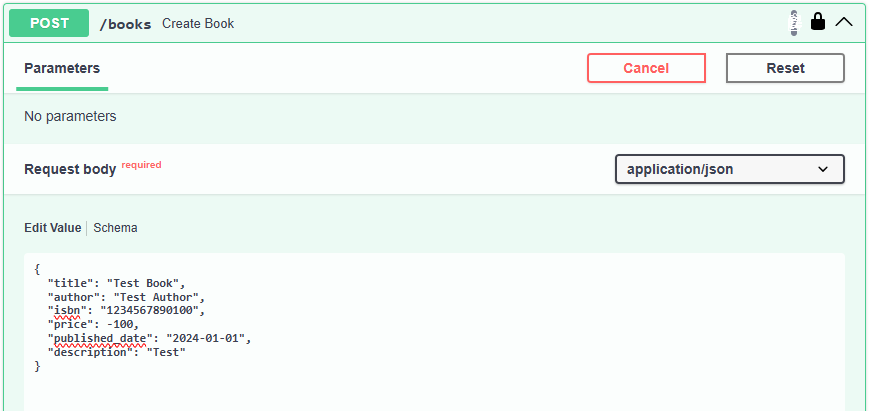 POST /books Create Book
Parameters
Cancel
Reset
No parameters
Request body required
application/json
Edit Value Schema
{
  "title": "Test Book",
  "author": "Test Author",
  "isbn": "1234567890100",
  "price": -100,
  "published_date": "2024-01-01",
  "description": "Test"
}